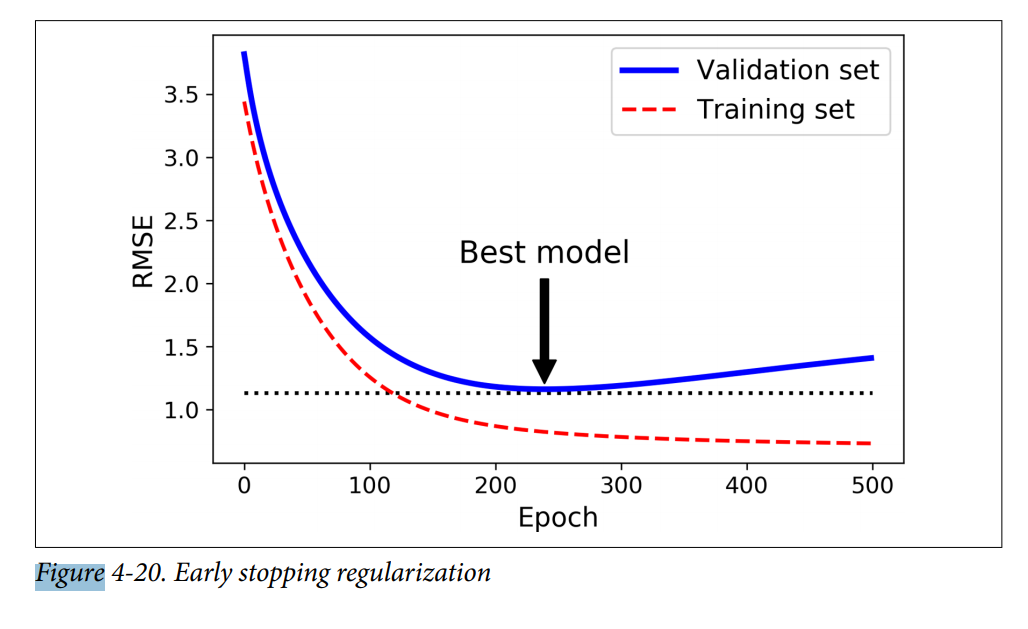 Validation set
Training set
3.5
3.0
2.5
2.0
1.5
1.0
RMSE
Best model
0 100 200 300 400 500
Epoch
Figure 4-20. Early stopping regularization